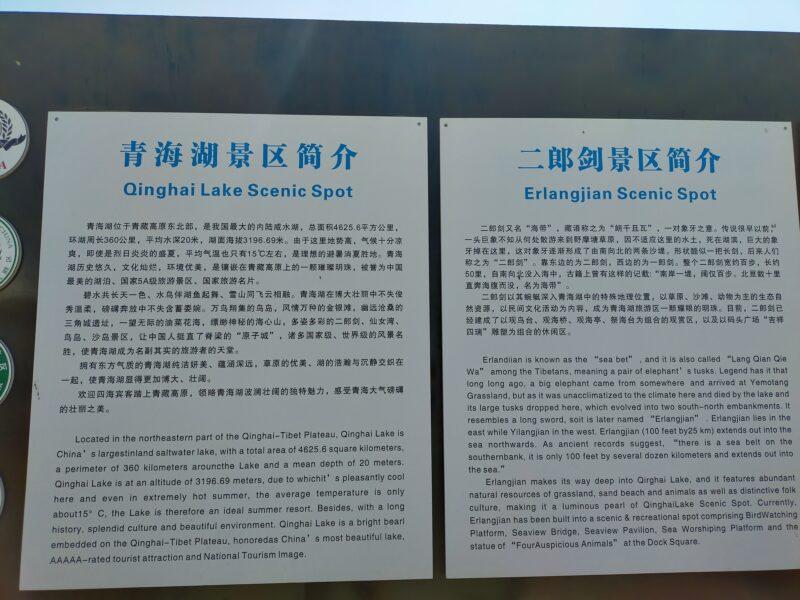 青海湖景区简介
Qinghai Lake Scenic Spot
青海湖位于青藏高原东北部，是我国最大的内陆咸水湖，总面积4625.6平方公里，
环湖周长360公里，平均水深20米，湖面海拔3196.69米。由于这里地势高，气候十分凉
爽，即使是烈日炎炎的盛夏，平均气温也只有15℃左右，是理想的避暑消夏胜地。青海
湖历史悠久，文化灿烂，环境优美，是镶嵌在青藏高原上的一颗璀璨明珠，被誉为中国
最美的湖泊、国家5A级旅游景区、国家旅游名片。
碧水共长天一色、水鸟伴湖鱼起舞、雪山同飞云相融。青海湖在博大壮丽中不失俊
秀温柔，磅礴奔放中不失含蓄委婉。万鸟翔集的鸟岛，风情万种的金银滩，幽远沧桑的
三角城遗址，一望无际的油菜花海，缥缈神秘的海心山，多姿多彩的二郎剑、仙女湾、
鸟岛、沙岛景区，让中国人挺直了脊梁的“原子城”，诸多国家级、世界级的风景名
胜，使青海湖成为名副其实的旅游者的天堂。
拥有东方气质的青海湖纯洁妍美、蕴涵深远，草原的优美、湖的浩瀚与沉静交织在
一起，使青海湖显得更加博大、壮阔。
欢迎四海宾客踏上青藏高原，领略青海湖波澜壮阔的独特魅力，感受青海大气磅礴
的壮丽之美。
Located in the northeastern part of the Qinghai-Tibet Plateau, Qinghai Lake is
China's largestinland saltwater lake, with a total area of 4625.6 square kilometers,
a perimeter of 360 kilometers arouncthe Lake and a mean depth of 20 meters.
Qinghai Lake is at an altitude of 3196.69 meters, due to whichit's pleasantly cool
here and even in extremely hot summer, the average temperature is only
about15° C, the Lake is therefore an ideal summer resort. Besides, with a long
history, splendid culture and beautiful environment. Qinghai Lake is a bright bearl
embedded on the Qinghai-Tibet Plateau, honoredas China's most beautiful lake,
AAAAA-rated tourist attraction and National Tourism Image.
二郎剑景区简介
Erlangjian Scenic Spot
二郎剑又名“海带”，藏语称之为“朗千且瓦”，一对象牙之意。传说很早以前，
一头巨象不知从何处散游来到野摩塘草原，因不适应这里的水土，死在湖滨，巨大的象
牙掉在这里，这对象牙逐渐形成了由南向北的两条沙堤。形状酷似一把长剑，后来人们
称之为“二郎剑”。靠东边的为二郎剑，西边的为一郎剑。整个二郎剑宽约百步，长约
50里，自南向北没入海中，古籍上曾有这样的记载：“南岸一堤，阔仅百步。北亘数十里
直奔海腹而没，名为海带”。
二郎剑以其蜿蜒深入青海湖中的特殊地理位置，以草原、沙滩、动物为主的生态自
然资源，以民间文化活动为内容，成为青海湖旅游区一颗耀眼的明珠。目前，二郎剑已
经建成了以观鸟台、观海桥、观海亭、祭海台为组合的观赏区，以及以码头广场“吉祥
四瑞”雕塑为组合的休闲区。
Erlandiian is known as the “sea bet”, and it is also called “Lang Qian Qie
Wa” among the Tibetans, meaning a pair of elephant's tusks. Legend has it that
long long ago, a big elephant came from somewhere and arrived at Yemotang
Grassland, but as it was unacclimatized to the climate here and died by the lake and
its large tusks dropped here, which evolved into two south-north embankments. It
resembles a long sword, soit is later named “Erlangjian”. Erlangjian lies in the
east while Yilangjian in the west. Erlangjian (100 feet by25 km) extends out into the
sea northwards. As ancient records suggest, “there is a sea belt on the
southernbank, it is only 100 feet by several dozen kilometers and extends out into
the sea.”
Erlangjian makes its way deep into Qirghai Lake, and it features abundant
natural resources of grassland, sand beach and animals as well as distinctive folk
culture, making it a luminous pearl of QinghaiLake Scenic Spot. Currently,
Erlangjian has been built into a scenic & recreational spot comprising BirdWatching
Platform, Seaview Bridge, Seaview Pavilion, Sea Worshiping Platform and the
statue of “FourAuspicious Animals” at the Dock Square.